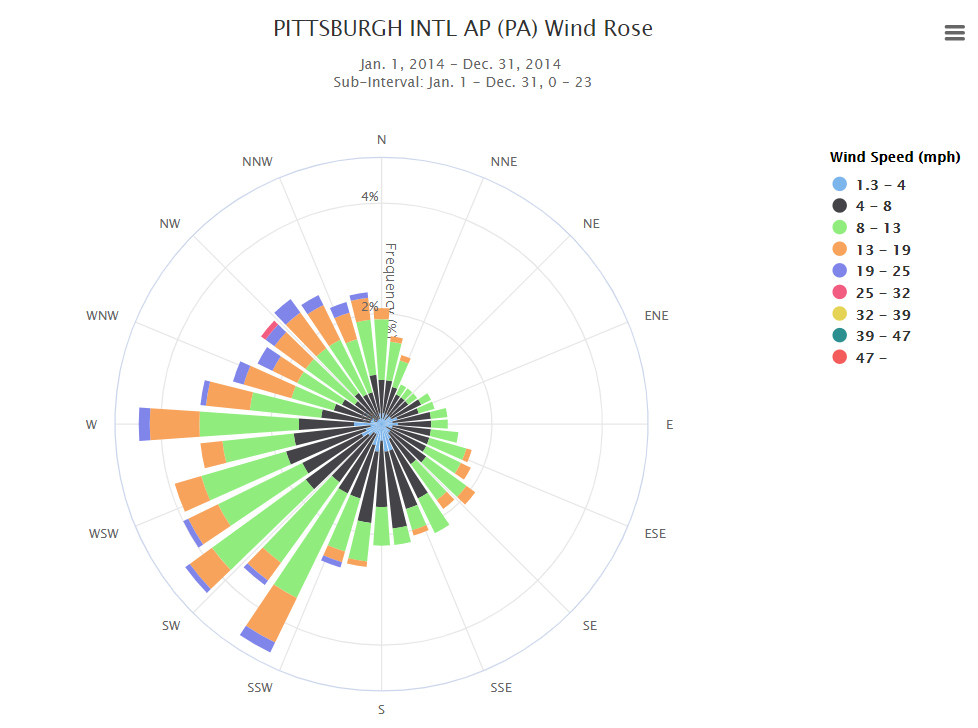 PITTSBURGH INTL AP (PA) Wind Rose
Jan. 1, 2014 - Dec. 31, 2014
Sub-Interval: Jan. 1 - Dec. 31, 0 - 23
N
NNW
NNE
Wind Speed (mph)
1.3 - 4
4 - 8
8 - 13
13 - 19
19 - 25
25 - 32
32 - 39
39 - 47
47 -
4%
NW
NE
Frequency (%)
2%
WNW
ENE
W
E
WSW
ESE
SW
SE
SSW
SSE
S